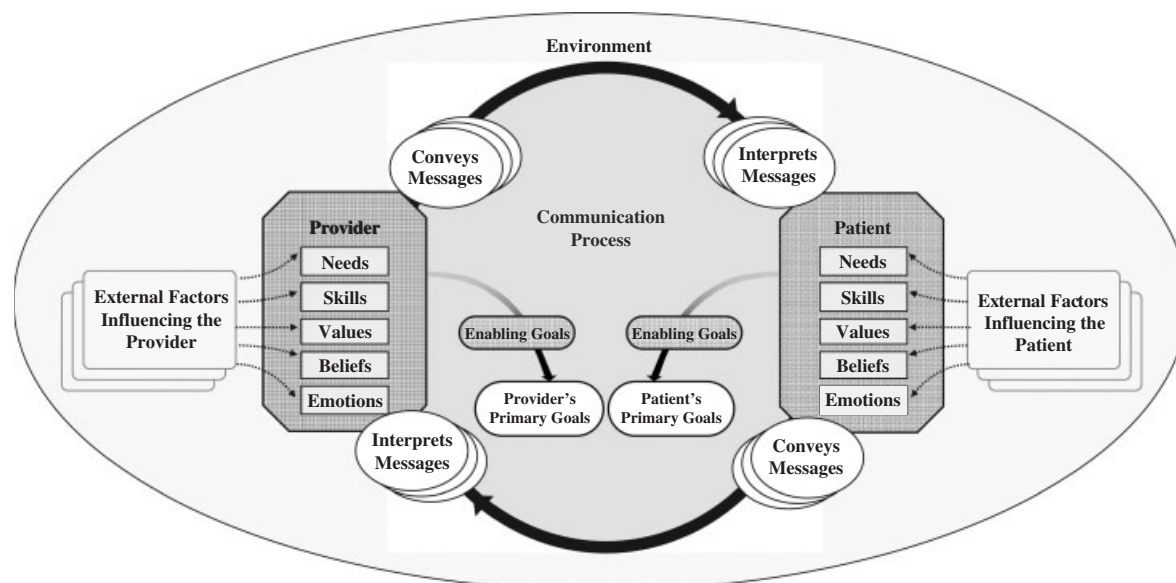 Environment
Conveys
Messages
Interprets
Messages
Communication
Process
Provider
Needs
Skills
Values
Beliefs
Emotions
Patient
Needs
Skills
Values
Beliefs
Emotions
External Factors
Influencing the
Provider
External Factors
Influencing the
Patient
Enabling Goals
Enabling Goals
Provider’s
Primary Goals
Patient’s
Primary Goals
Interprets
Messages
Conveys
Messages